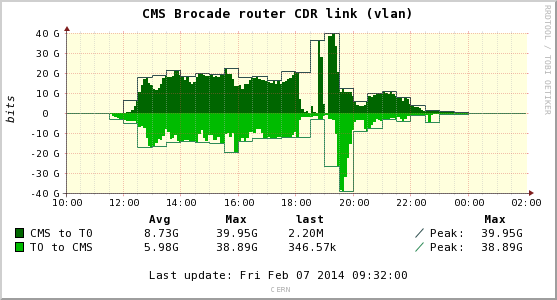 CMS Brocade router CDR link (vlan)
RRDTOOL / TOBI OETIKER
bits
40 G
30 G
20 G
10 G
0
-10 G
-20 G
-30 G
-40 G
10:00 12:00 14:00 16:00 18:00 20:00 22:00 00:00 02:00
Avg Max last Max
CMS to T0 8.73G 39.95G 2.20M / Peak: 39.95G
TO to CMS 5.98G 38.89G 346.57k / Peak: 38.89G
Last update: Fri Feb 07 2014 09:32:00
CERN